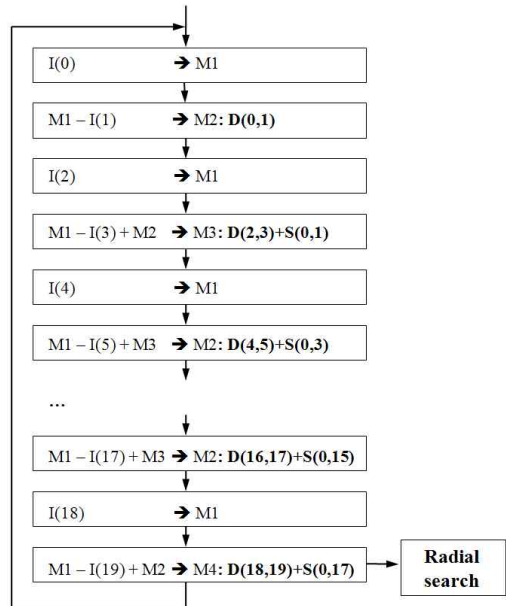 I(0) ➔ M1
M1 – I(1) ➔ M2: D(0,1)
I(2) ➔ M1
M1 – I(3) + M2 ➔ M3: D(2,3)+S(0,1)
I(4) ➔ M1
M1 – I(5) + M3 ➔ M2: D(4,5)+S(0,3)
...
M1 – I(17) + M3 ➔ M2: D(16,17)+S(0,15)
I(18) ➔ M1
M1 – I(19) + M2 ➔ M4: D(18,19)+S(0,17)
Radial
search